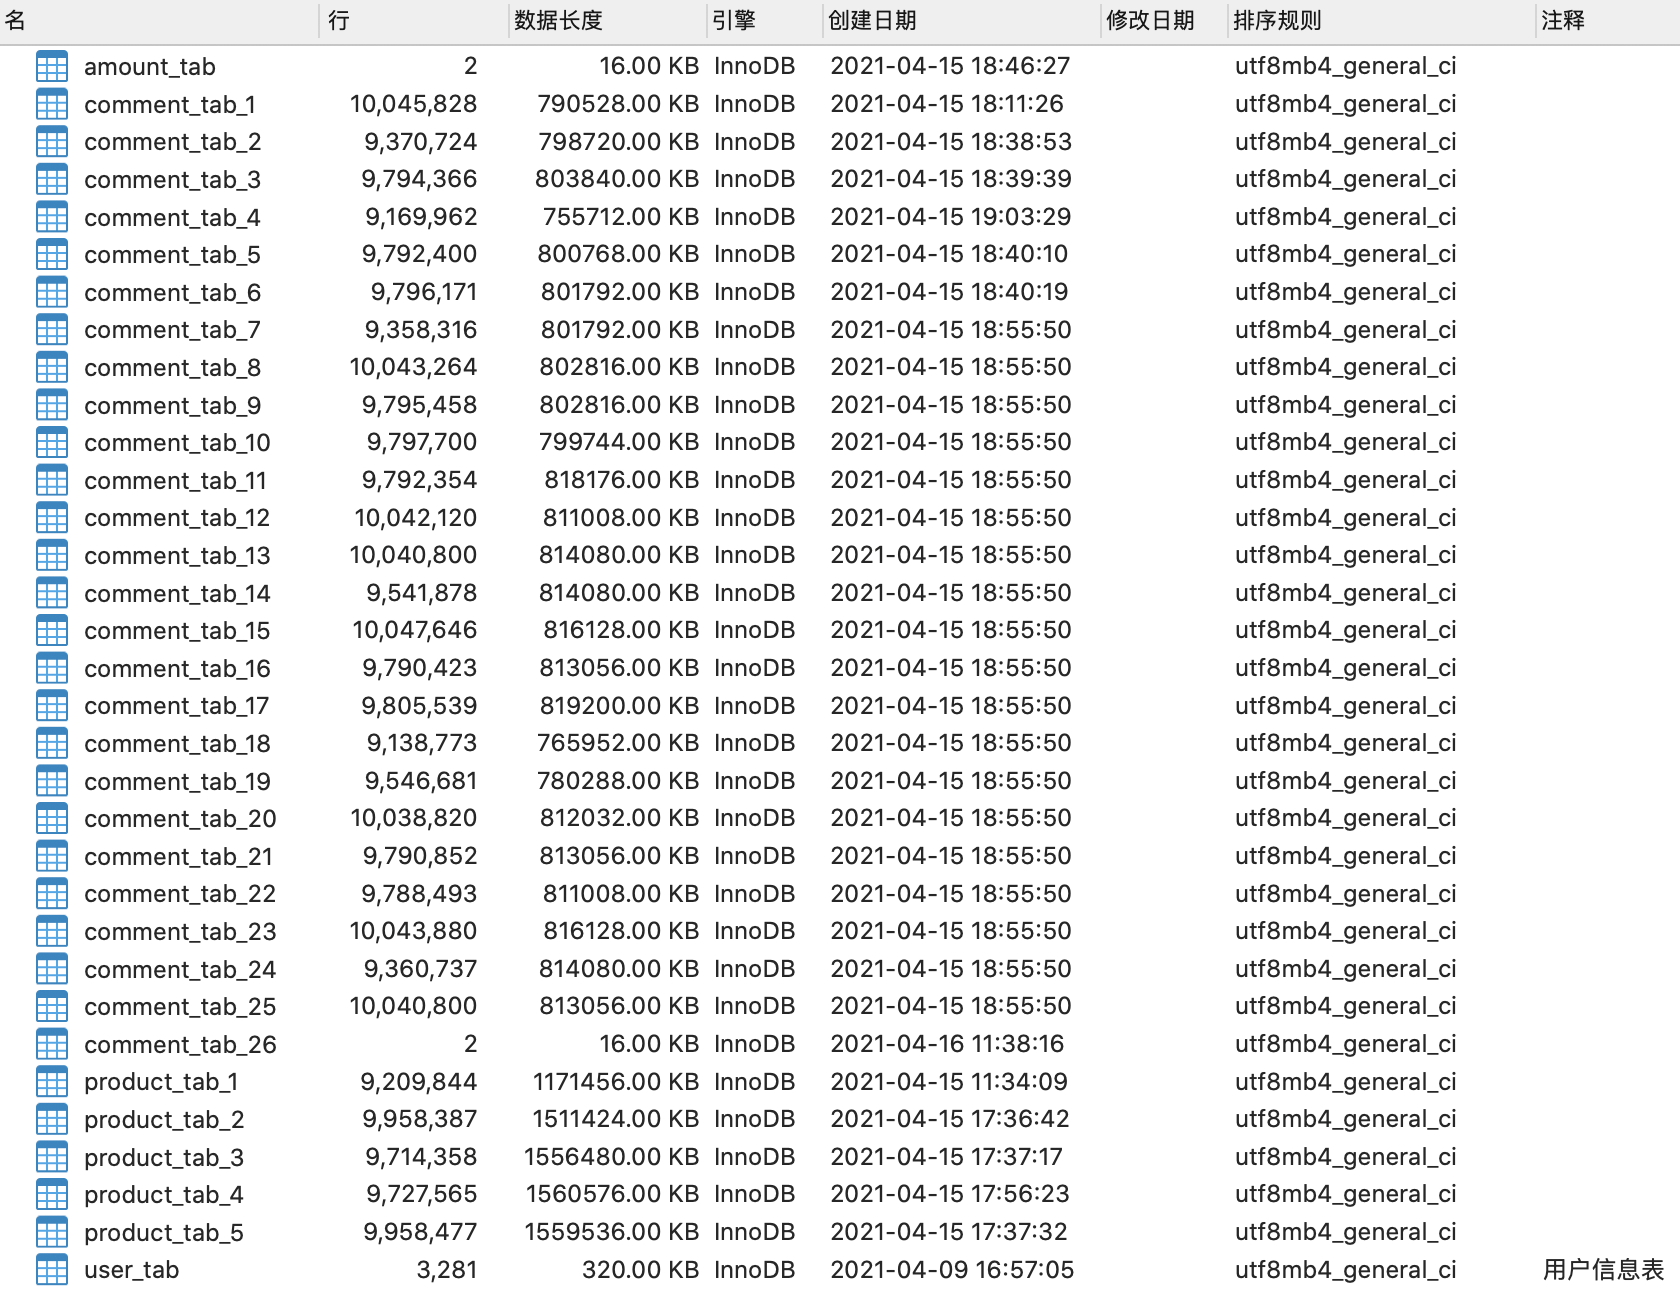 名 行 数据长度 引擎 创建日期 修改日期 排序规则 注释
amount_tab 2 16.00 KB InnoDB 2021-04-15 18:46:27 utf8mb4_general_ci
comment_tab_1 10,045,828 790528.00 KB InnoDB 2021-04-15 18:11:26 utf8mb4_general_ci
comment_tab_2 9,370,724 798720.00 KB InnoDB 2021-04-15 18:38:53 utf8mb4_general_ci
comment_tab_3 9,794,366 803840.00 KB InnoDB 2021-04-15 18:39:39 utf8mb4_general_ci
comment_tab_4 9,169,962 755712.00 KB InnoDB 2021-04-15 19:03:29 utf8mb4_general_ci
comment_tab_5 9,792,400 800768.00 KB InnoDB 2021-04-15 18:40:10 utf8mb4_general_ci
comment_tab_6 9,796,171 801792.00 KB InnoDB 2021-04-15 18:40:19 utf8mb4_general_ci
comment_tab_7 9,358,316 801792.00 KB InnoDB 2021-04-15 18:55:50 utf8mb4_general_ci
comment_tab_8 10,043,264 802816.00 KB InnoDB 2021-04-15 18:55:50 utf8mb4_general_ci
comment_tab_9 9,795,458 802816.00 KB InnoDB 2021-04-15 18:55:50 utf8mb4_general_ci
comment_tab_10 9,797,700 799744.00 KB InnoDB 2021-04-15 18:55:50 utf8mb4_general_ci
comment_tab_11 9,792,354 818176.00 KB InnoDB 2021-04-15 18:55:50 utf8mb4_general_ci
comment_tab_12 10,042,120 811008.00 KB InnoDB 2021-04-15 18:55:50 utf8mb4_general_ci
comment_tab_13 10,040,800 814080.00 KB InnoDB 2021-04-15 18:55:50 utf8mb4_general_ci
comment_tab_14 9,541,878 814080.00 KB InnoDB 2021-04-15 18:55:50 utf8mb4_general_ci
comment_tab_15 10,047,646 816128.00 KB InnoDB 2021-04-15 18:55:50 utf8mb4_general_ci
comment_tab_16 9,790,423 813056.00 KB InnoDB 2021-04-15 18:55:50 utf8mb4_general_ci
comment_tab_17 9,805,539 819200.00 KB InnoDB 2021-04-15 18:55:50 utf8mb4_general_ci
comment_tab_18 9,138,773 765952.00 KB InnoDB 2021-04-15 18:55:50 utf8mb4_general_ci
comment_tab_19 9,546,681 780288.00 KB InnoDB 2021-04-15 18:55:50 utf8mb4_general_ci
comment_tab_20 10,038,820 812032.00 KB InnoDB 2021-04-15 18:55:50 utf8mb4_general_ci
comment_tab_21 9,790,852 813056.00 KB InnoDB 2021-04-15 18:55:50 utf8mb4_general_ci
comment_tab_22 9,788,493 811008.00 KB InnoDB 2021-04-15 18:55:50 utf8mb4_general_ci
comment_tab_23 10,043,880 816128.00 KB InnoDB 2021-04-15 18:55:50 utf8mb4_general_ci
comment_tab_24 9,360,737 814080.00 KB InnoDB 2021-04-15 18:55:50 utf8mb4_general_ci
comment_tab_25 10,040,800 813056.00 KB InnoDB 2021-04-15 18:55:50 utf8mb4_general_ci
comment_tab_26 2 16.00 KB InnoDB 2021-04-16 11:38:16 utf8mb4_general_ci
product_tab_1 9,209,844 1171456.00 KB InnoDB 2021-04-15 11:34:09 utf8mb4_general_ci
product_tab_2 9,958,387 1511424.00 KB InnoDB 2021-04-15 17:36:42 utf8mb4_general_ci
product_tab_3 9,714,358 1556480.00 KB InnoDB 2021-04-15 17:37:17 utf8mb4_general_ci
product_tab_4 9,727,565 1560576.00 KB InnoDB 2021-04-15 17:56:23 utf8mb4_general_ci
product_tab_5 9,958,477 1559536.00 KB InnoDB 2021-04-15 17:37:32 utf8mb4_general_ci
user_tab 3,281 320.00 KB InnoDB 2021-04-09 16:57:05 utf8mb4_general_ci 用户信息表